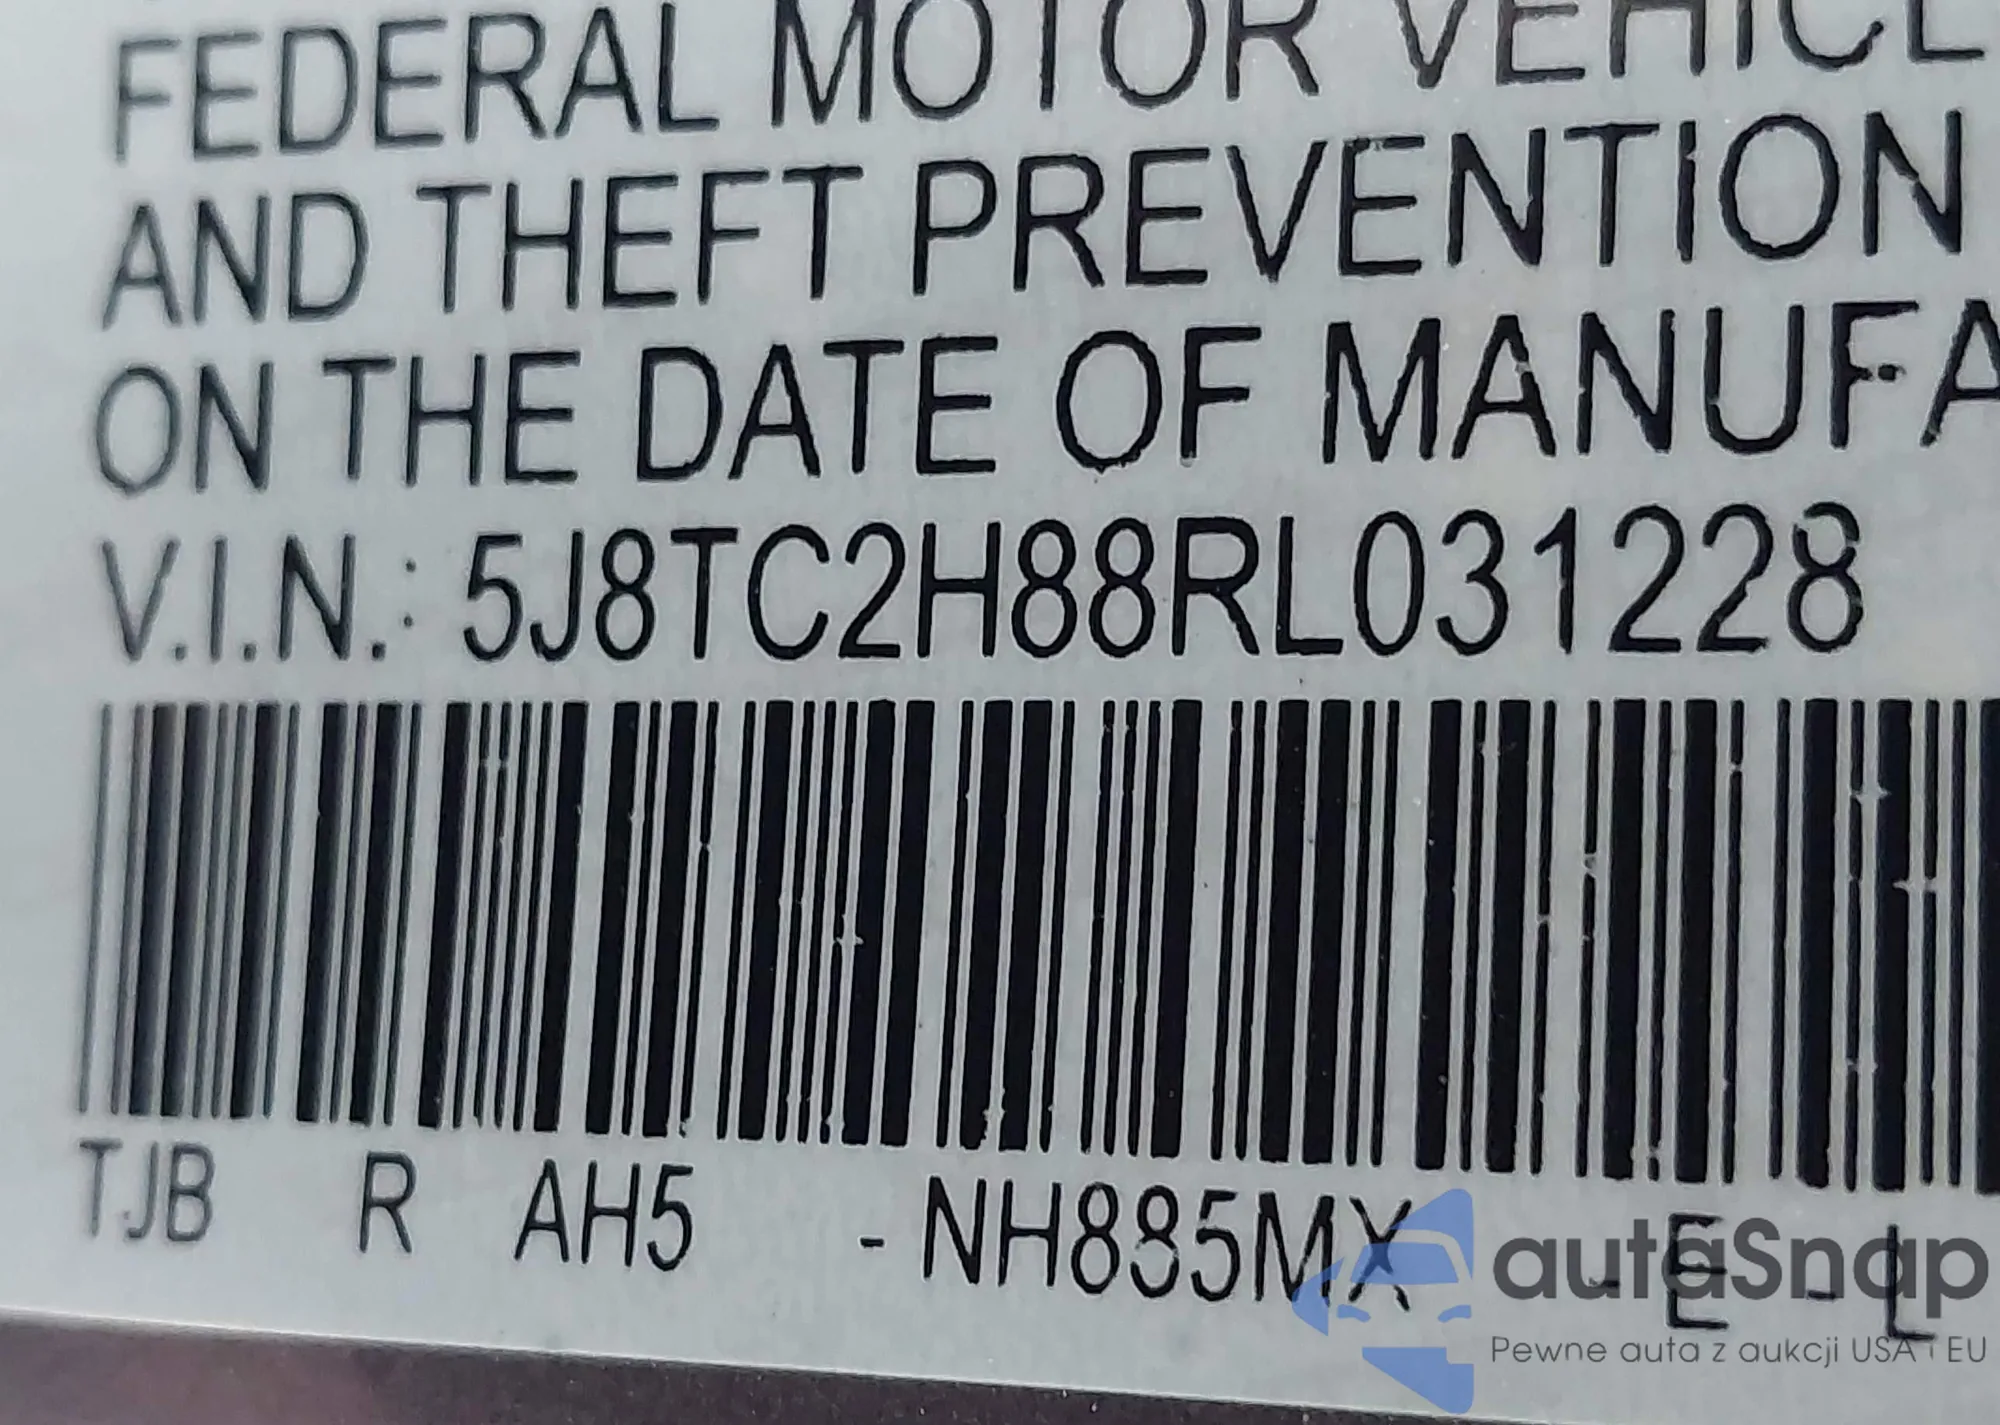 FEDERAL MOTOR VEHICLE
AND THEFT PREVENTION
ON THE DATE OF MANUFA
V.I.N.: 5J8TC2H88RL031228
TJB R AH5 - NH885MX - E - L
autaSnap
Pewne auta z aukcji USA i EU